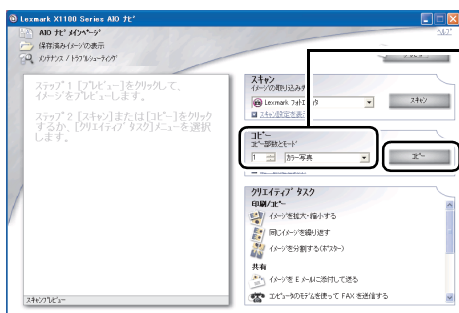 Lexmark X1100 Series AIO ナビ
AIO ナビ メインページ
ヘルプ
保存済みイメージの表示
メンテナンス / トラブルシューティング
ステップ 1 [プレビュー]をクリックして、
イメージをプレビューします。
ステップ 2 [スキャン]または[コピー]をクリック
するか、[クリエイティブ タスク]メニューを選択
します。
スキャン
イメージの取り込み
Lexmark フォトエ
スキャン
スキャン設定を表
コピー
コピー部数とモード
1
カラー写真
コピー
クリエイティブ タスク
印刷/コピー
イメージを拡大・縮小する
同じイメージを繰り返す
イメージを分割する(ポスター)
共有
イメージを E メールに添付して送る
コンピュータのモデムを使って FAX を送信する
スキャンプレビュー